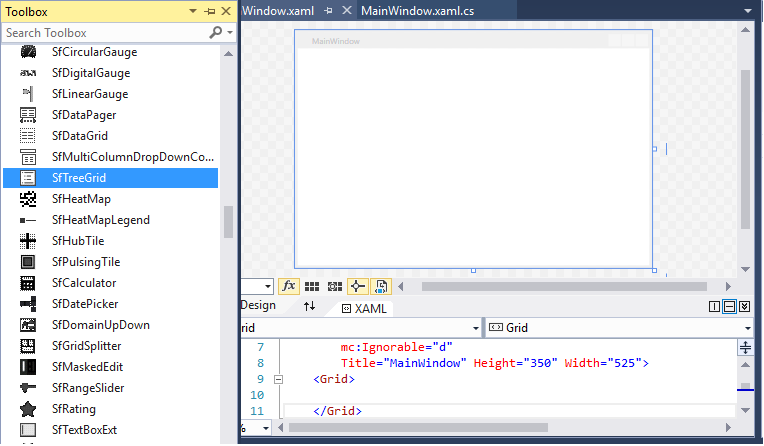 Toolbox
Search Toolbox
SfCircularGauge
SfDigitalGauge
SfLinearGauge
SfDataPager
SfDataGrid
SfMultiColumnDropDownCo...
SfTreeGrid
SfHeatMap
SfHeatMapLegend
SfHubTile
SfPulsingTile
SfCalculator
SfDatePicker
SfDomainUpDown
SfGridSplitter
SfMaskedEdit
SfRangeSlider
SfRating
SfTextBoxExt
Window.xaml MainWindow.xaml.cs
MainWindow
fx
Design XAML
rid Grid
7 mc:Ignorable="d"
8 Title="MainWindow" Height="350" Width="525">
9 <Grid>
10
11 </Grid>
%